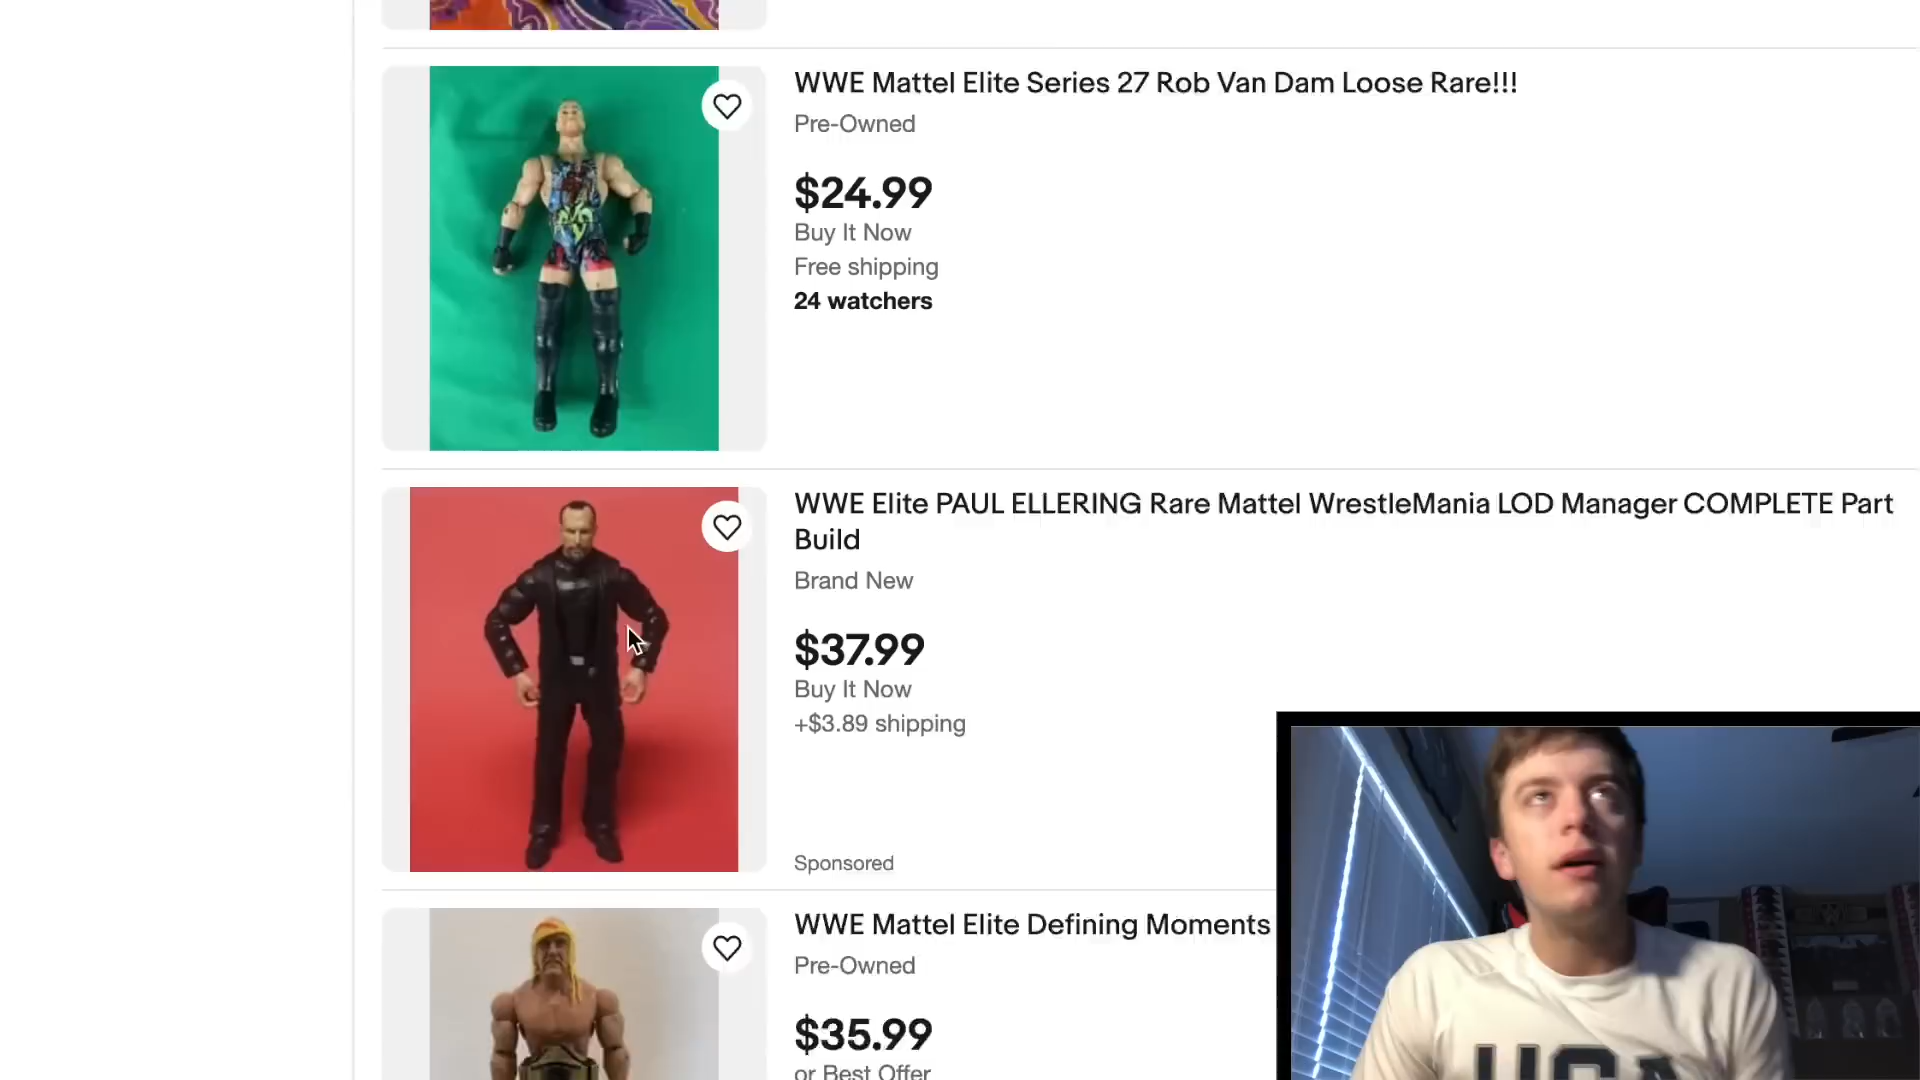 WWE Mattel Elite Series 27 Rob Van Dam Loose Rare!!!
Pre-Owned
$24.99
Buy It Now
Free shipping
24 watchers
WWE Elite PAUL ELLERING Rare Mattel WrestleMania LOD Manager COMPLETE Part
Build
Brand New
$37.99
Buy It Now
+$3.89 shipping
Sponsored
WWE Mattel Elite Defining Moments
Pre-Owned
$35.99
or Best Offer
USA